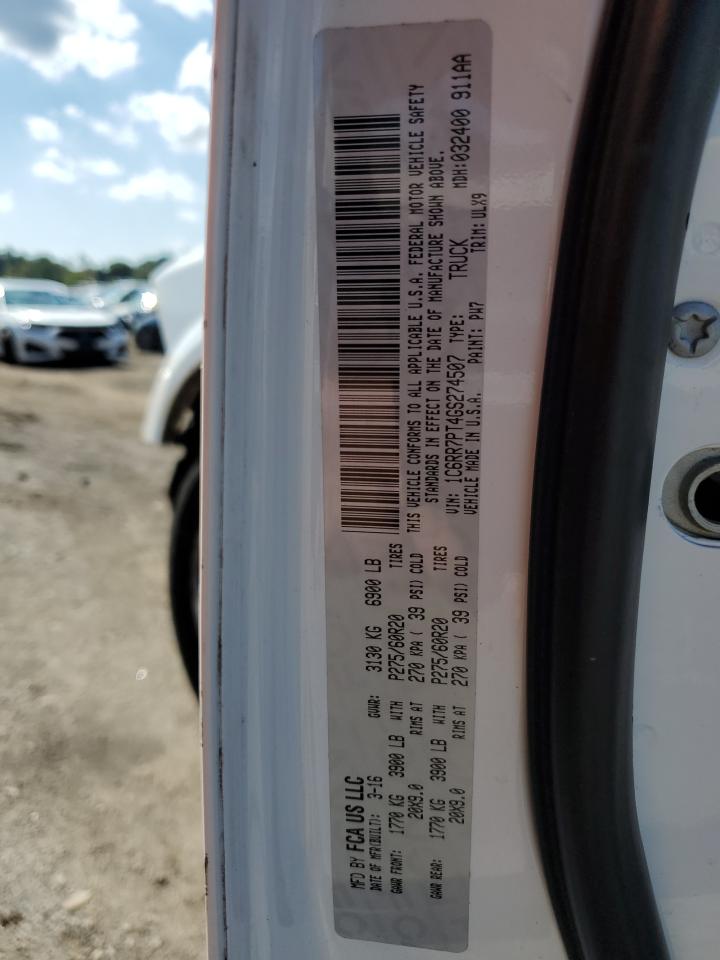 MFD BY FCA US LLC
DATE OF MFR(BUILT): 3-16 GVWR: 3130 KG 6900 LB
GAWR FRONT: 1770 KG 3900 LB WITH P275/60R20 TIRES
20X9.0 RIMS AT 270 KPA ( 39 PSI) COLD
GAWR REAR: 1770 KG 3900 LB WITH P275/60R20 TIRES
20X9.0 RIMS AT 270 KPA ( 39 PSI) COLD
THIS VEHICLE CONFORMS TO ALL APPLICABLE U.S.A. FEDERAL MOTOR VEHICLE SAFETY
STANDARDS IN EFFECT ON THE DATE OF MANUFACTURE SHOWN ABOVE.
VIN: 1C6RR7PT4GS274507 TYPE: TRUCK MDH:032400 911AA
VEHICLE MADE IN U.S.A. PAINT: PW7 TRIM: ULX9